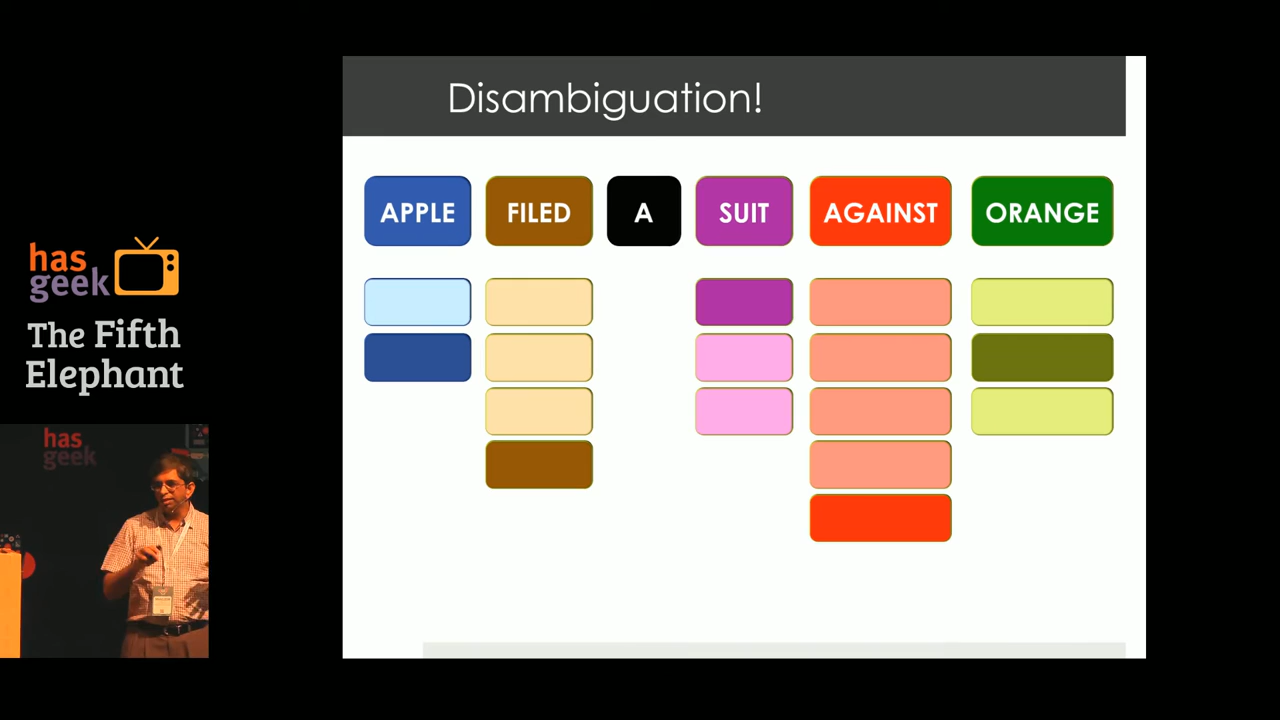 Disambiguation!
APPLE FILED A SUIT AGAINST ORANGE
has
geek
The Fifth
Elephant
has
geek